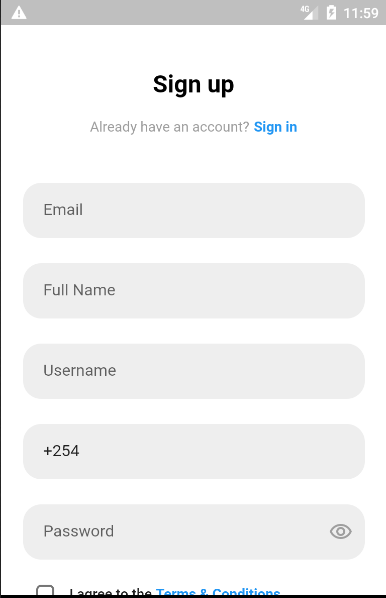 4G 11:59
Sign up
Already have an account? Sign in
Email
Full Name
Username
+254
Password
I agree to the Terms & Conditions